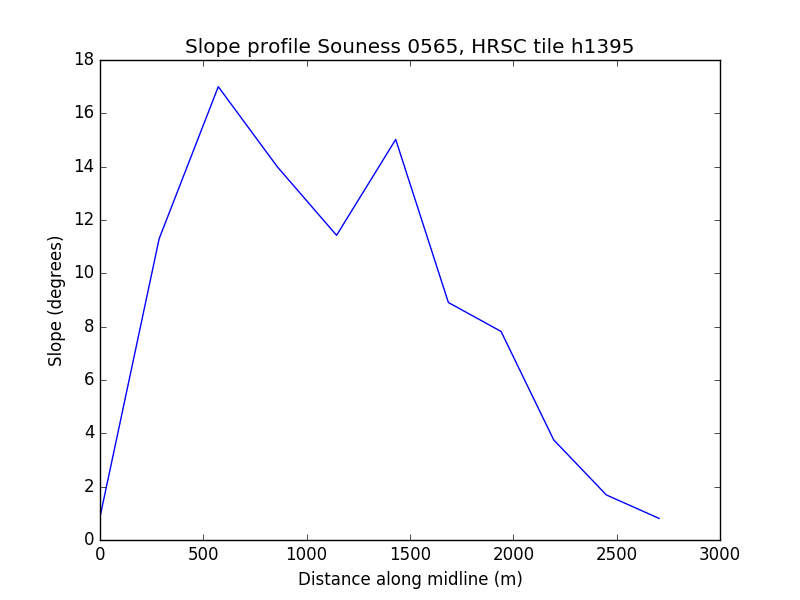 Slope profile Souness 0565, HRSC tile h1395
18
16
14
12
10
8
6
4
2
0
Slope (degrees)
0 500 1000 1500 2000 2500 3000
Distance along midline (m)